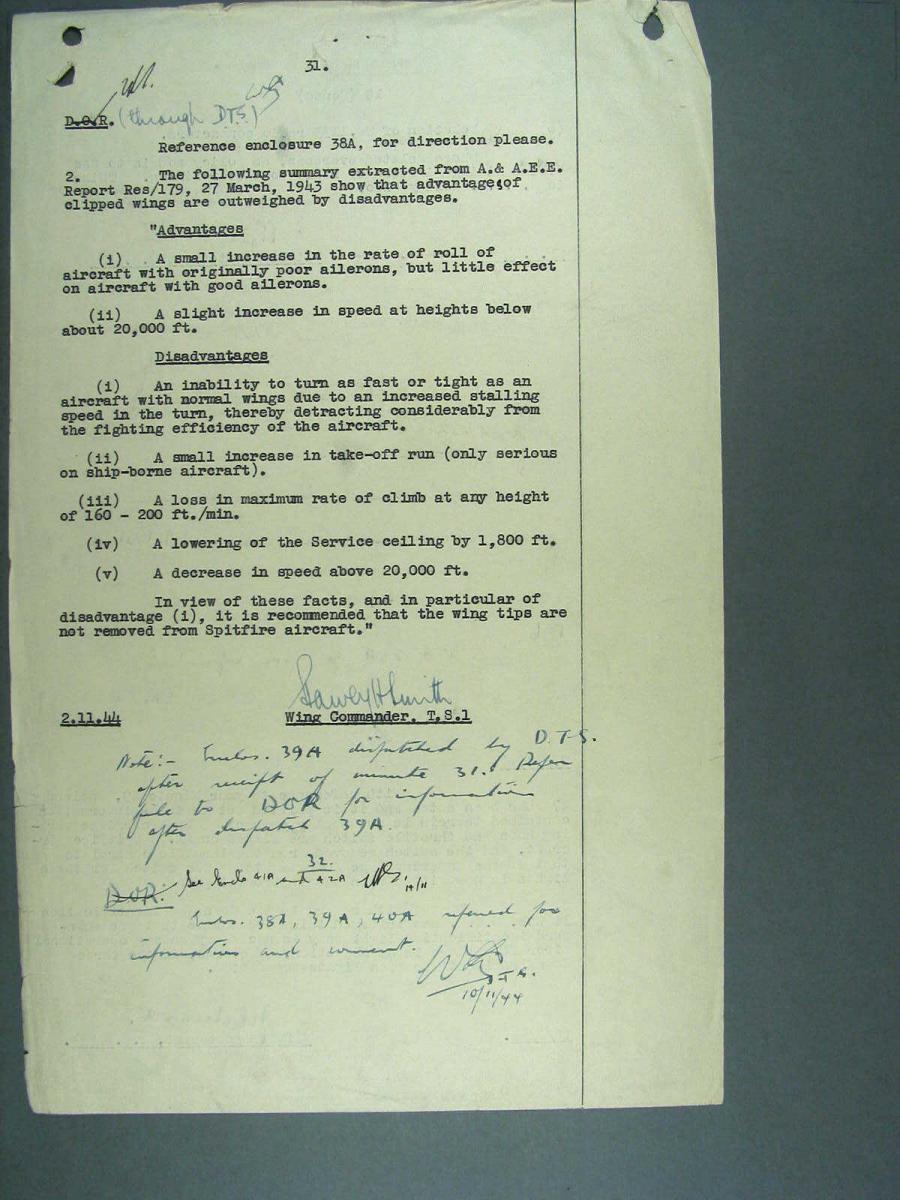 31.
D.O.R. (through DTS)
Reference enclosure 38A, for direction please.
2. The following summary extracted from A.& A.E.E.
Report Res/179, 27 March, 1943 show that advantages of
clipped wings are outweighed by disadvantages.
"Advantages
(i) A small increase in the rate of roll of
aircraft with originally poor ailerons, but little effect
on aircraft with good ailerons.
(ii) A slight increase in speed at heights below
about 20,000 ft.
Disadvantages
(i) An inability to turn as fast or tight as an
aircraft with normal wings due to an increased stalling
speed in the turn, thereby detracting considerably from
the fighting efficiency of the aircraft.
(ii) A small increase in take-off run (only serious
on ship-borne aircraft).
(iii) A loss in maximum rate of climb at any height
of 160 - 200 ft./min.
(iv) A lowering of the Service ceiling by 1,800 ft.
(v) A decrease in speed above 20,000 ft.
In view of these facts, and in particular of
disadvantage (i), it is recommended that the wing tips are
not removed from Spitfire aircraft."
Smith
2.11.44 Wing Commander. T.S.1
Note:- Enclos. 39A dispatched by D.T.S.
after receipt of minute 31. Refer
file to DOR for information
after dispatch 39A.
32.
DOR. See Encls 41A and 42A 14/11
Enclos. 38A, 39A, 40A referred for
information and comment.
D.T.S.
10/11/44